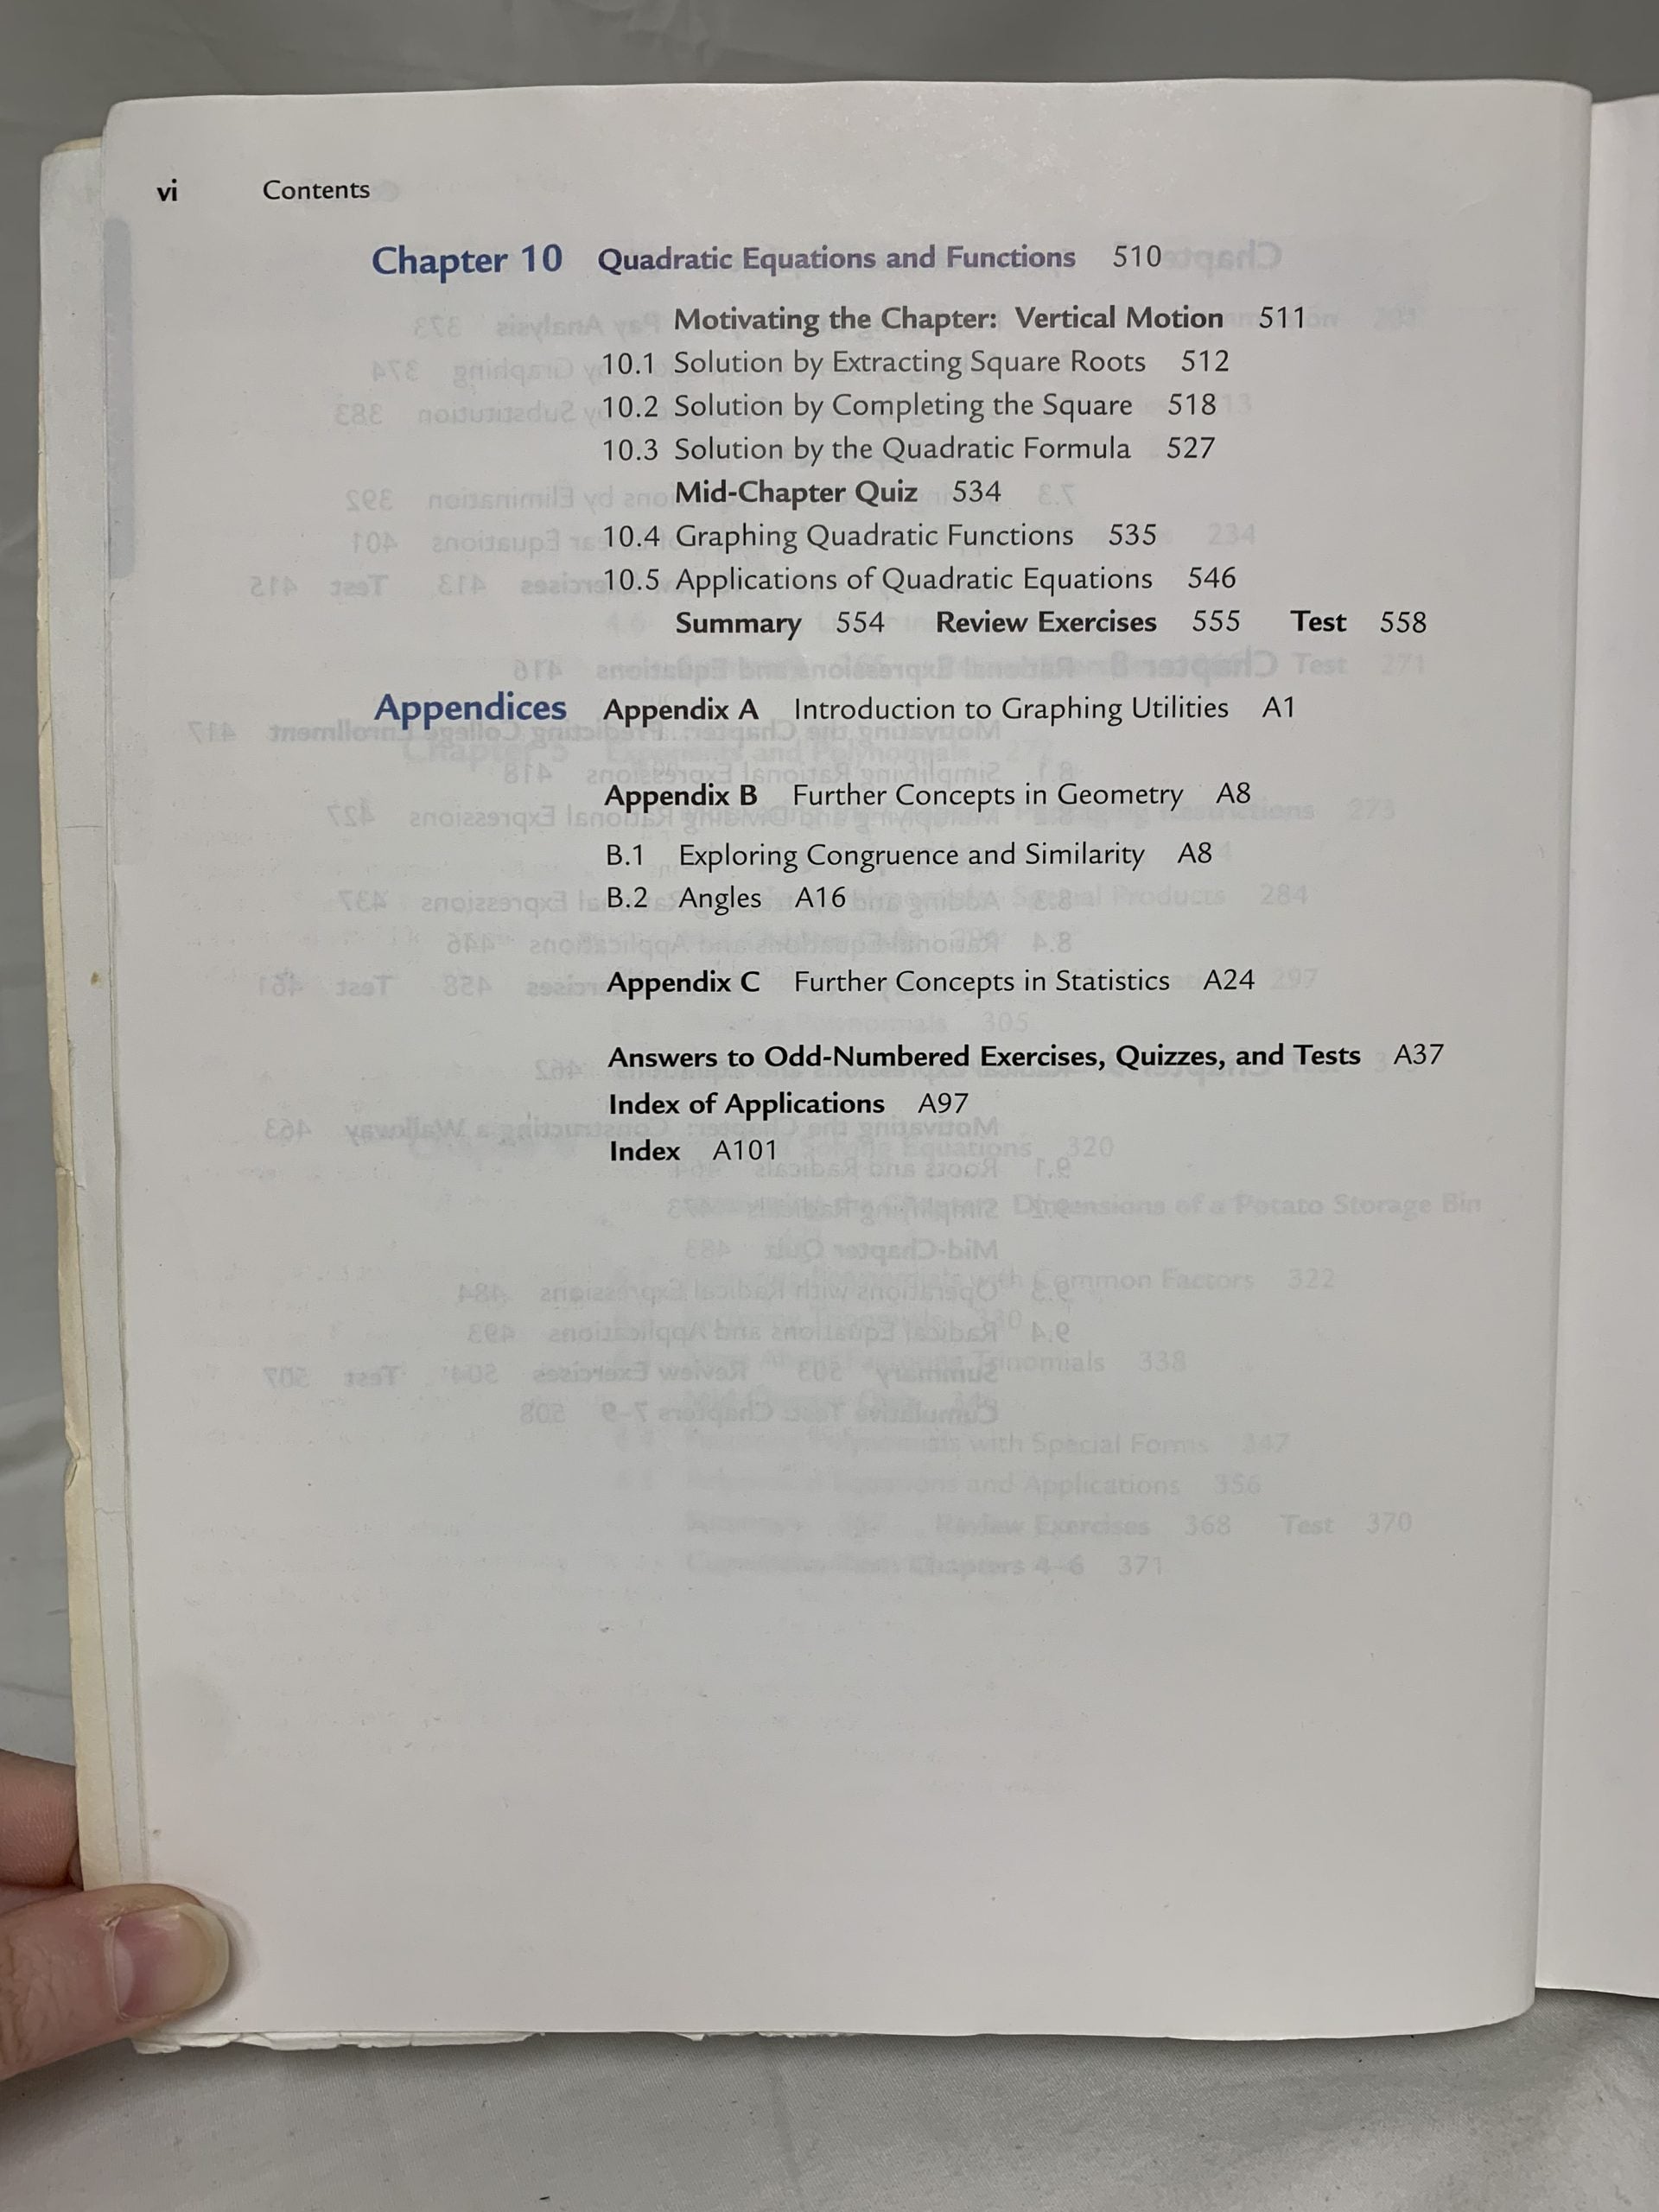 vi Contents
Chapter 10 Quadratic Equations and Functions 510
Motivating the Chapter: Vertical Motion 511
10.1 Solution by Extracting Square Roots 512
10.2 Solution by Completing the Square 518
10.3 Solution by the Quadratic Formula 527
Mid-Chapter Quiz 534
10.4 Graphing Quadratic Functions 535
10.5 Applications of Quadratic Equations 546
Summary 554 Review Exercises 555 Test 558
Appendices Appendix A Introduction to Graphing Utilities A1
Appendix B Further Concepts in Geometry A8
B.1 Exploring Congruence and Similarity A8
B.2 Angles A16
Appendix C Further Concepts in Statistics A24
Answers to Odd-Numbered Exercises, Quizzes, and Tests A37
Index of Applications A97
Index A101